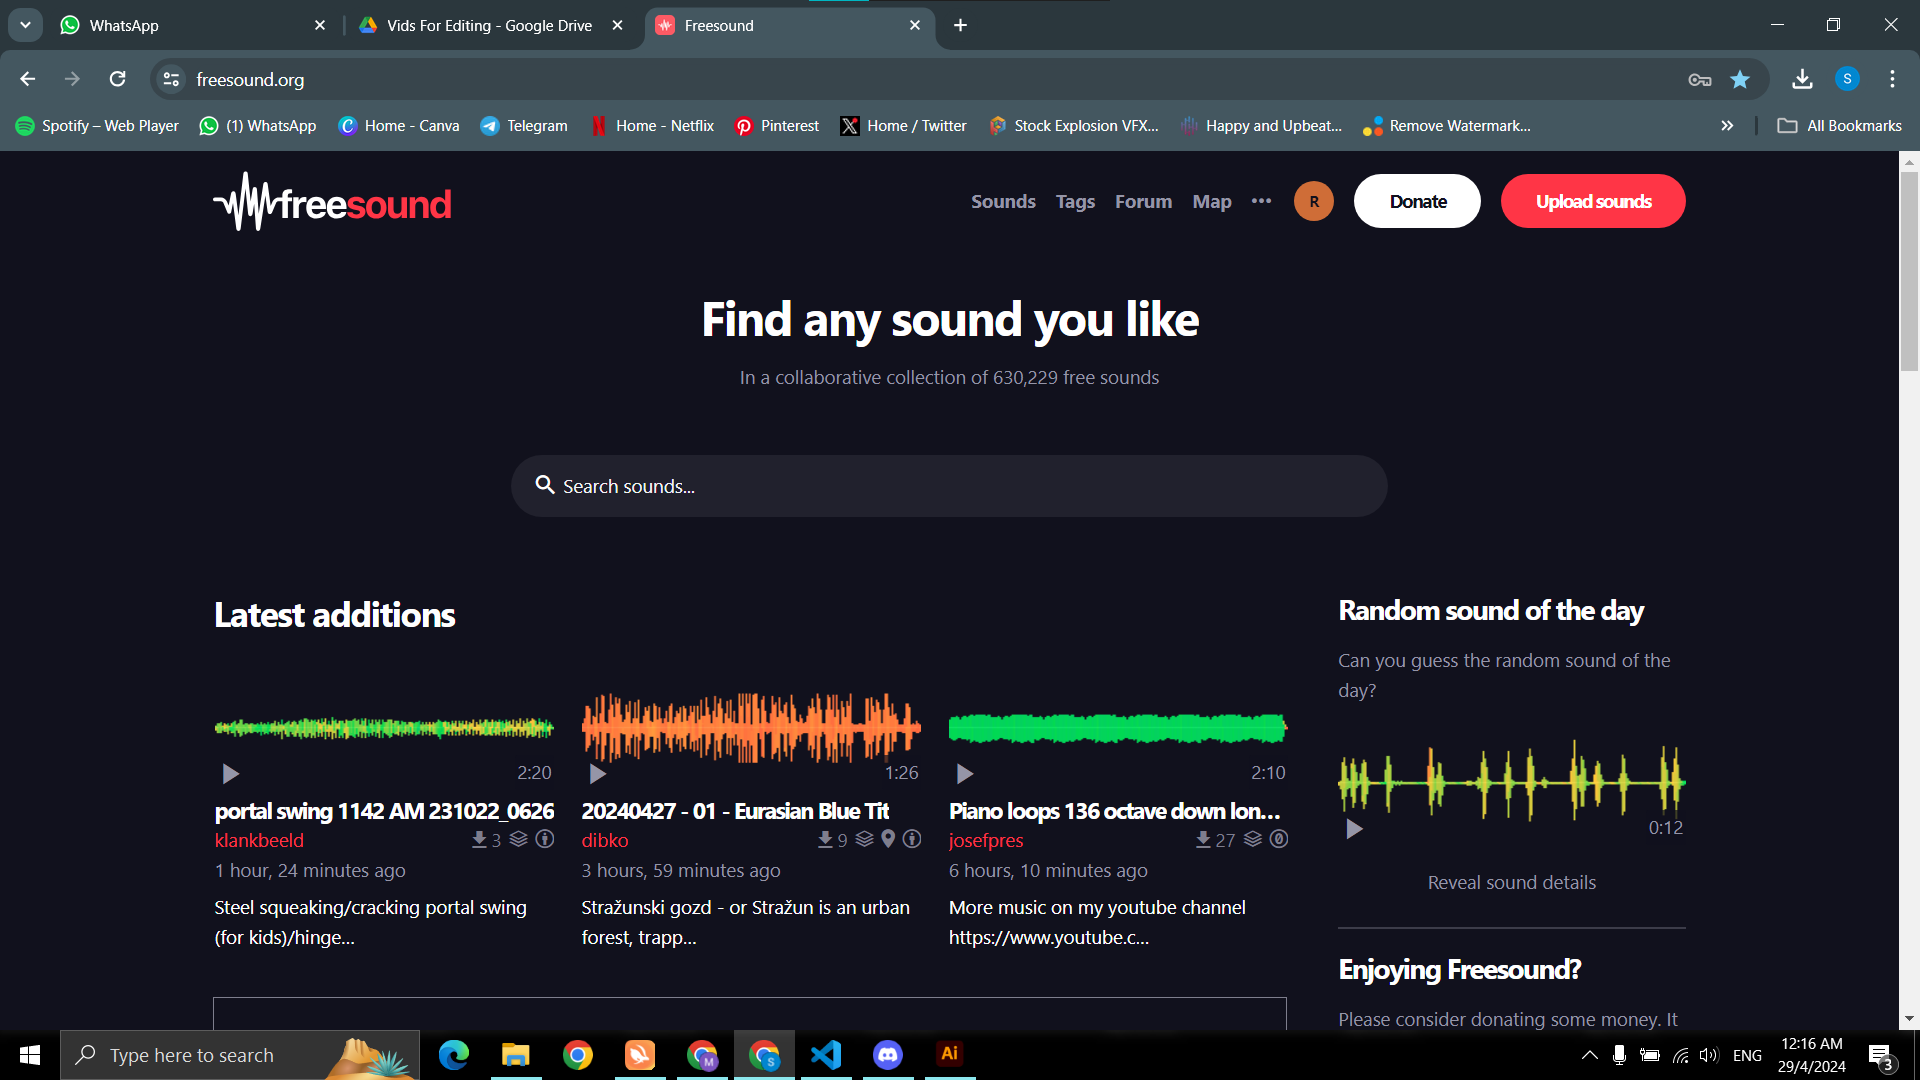 WhatsApp
Vids For Editing - Google Drive
Freesound
freesound.org
S
Spotify – Web Player
(1) WhatsApp
Home - Canva
Telegram
Home - Netflix
Pinterest
Home / Twitter
Stock Explosion VFX...
Happy and Upbeat...
Remove Watermark...
All Bookmarks
freesound
Sounds
Tags
Forum
Map
R
Donate
Upload sounds
Find any sound you like
In a collaborative collection of 630,229 free sounds
Search sounds...
Latest additions
2:20
portal swing 1142 AM 231022_0626
klankbeeld
3
1 hour, 24 minutes ago
Steel squeaking/cracking portal swing
(for kids)/hinge...
1:26
20240427 - 01 - Eurasian Blue Tit
dibko
9
3 hours, 59 minutes ago
Stražunski gozd - or Stražun is an urban
forest, trapp...
2:10
Piano loops 136 octave down lon...
josefpres
27
6 hours, 10 minutes ago
More music on my youtube channel
https://www.youtube.c...
Random sound of the day
Can you guess the random sound of the
day?
0:12
Reveal sound details
Enjoying Freesound?
Please consider donating some money. It
Type here to search
M
S
Ai
ENG
12:16 AM
29/4/2024
3